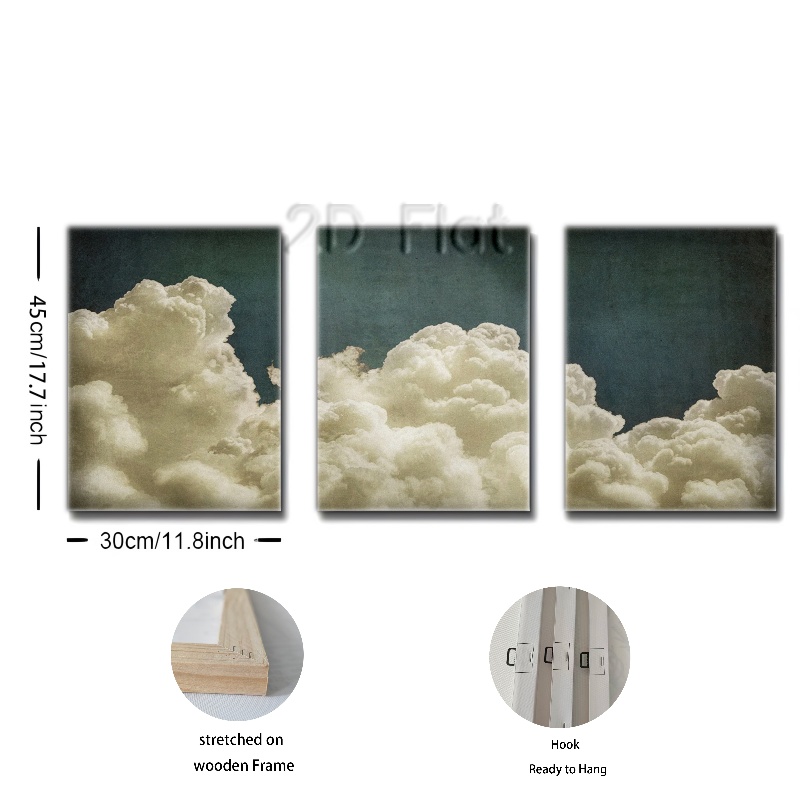 2D Flat
45cm/17.7inch
30cm/11.8inch
stretched on
wooden Frame
Hook
Ready to Hang